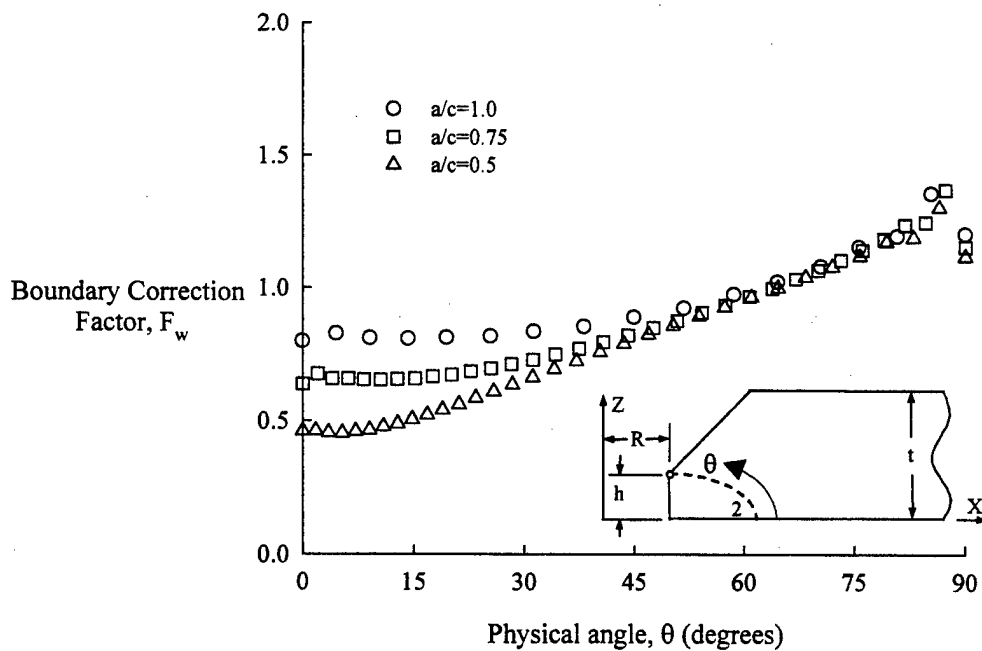 2.0
1.5
1.0
0.5
0.0
Boundary Correction
Factor, F_w
a/c=1.0
a/c=0.75
a/c=0.5
Z
R
θ
h
2
t
X
0 15 30 45 60 75 90
Physical angle, θ (degrees)